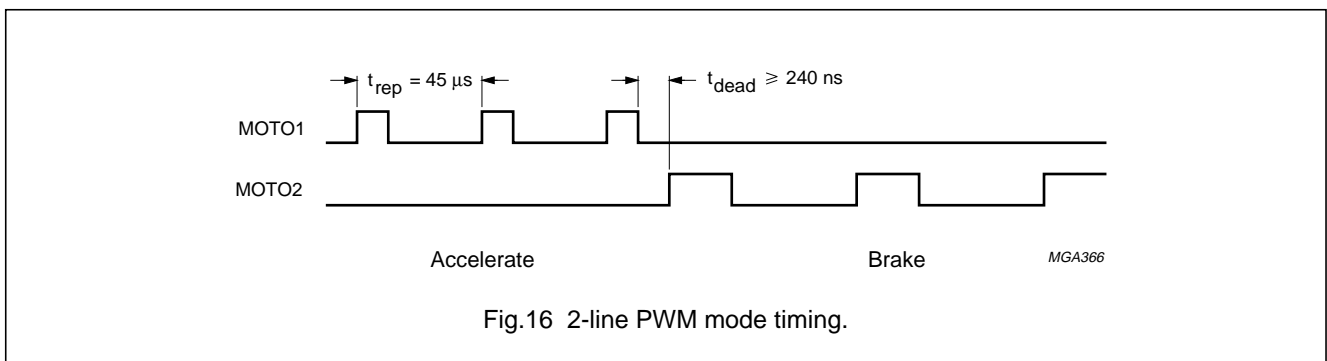 t_rep = 45 µs
t_dead ≥ 240 ns
MOTO1
MOTO2
Accelerate
Brake
MGA366
Fig.16 2-line PWM mode timing.